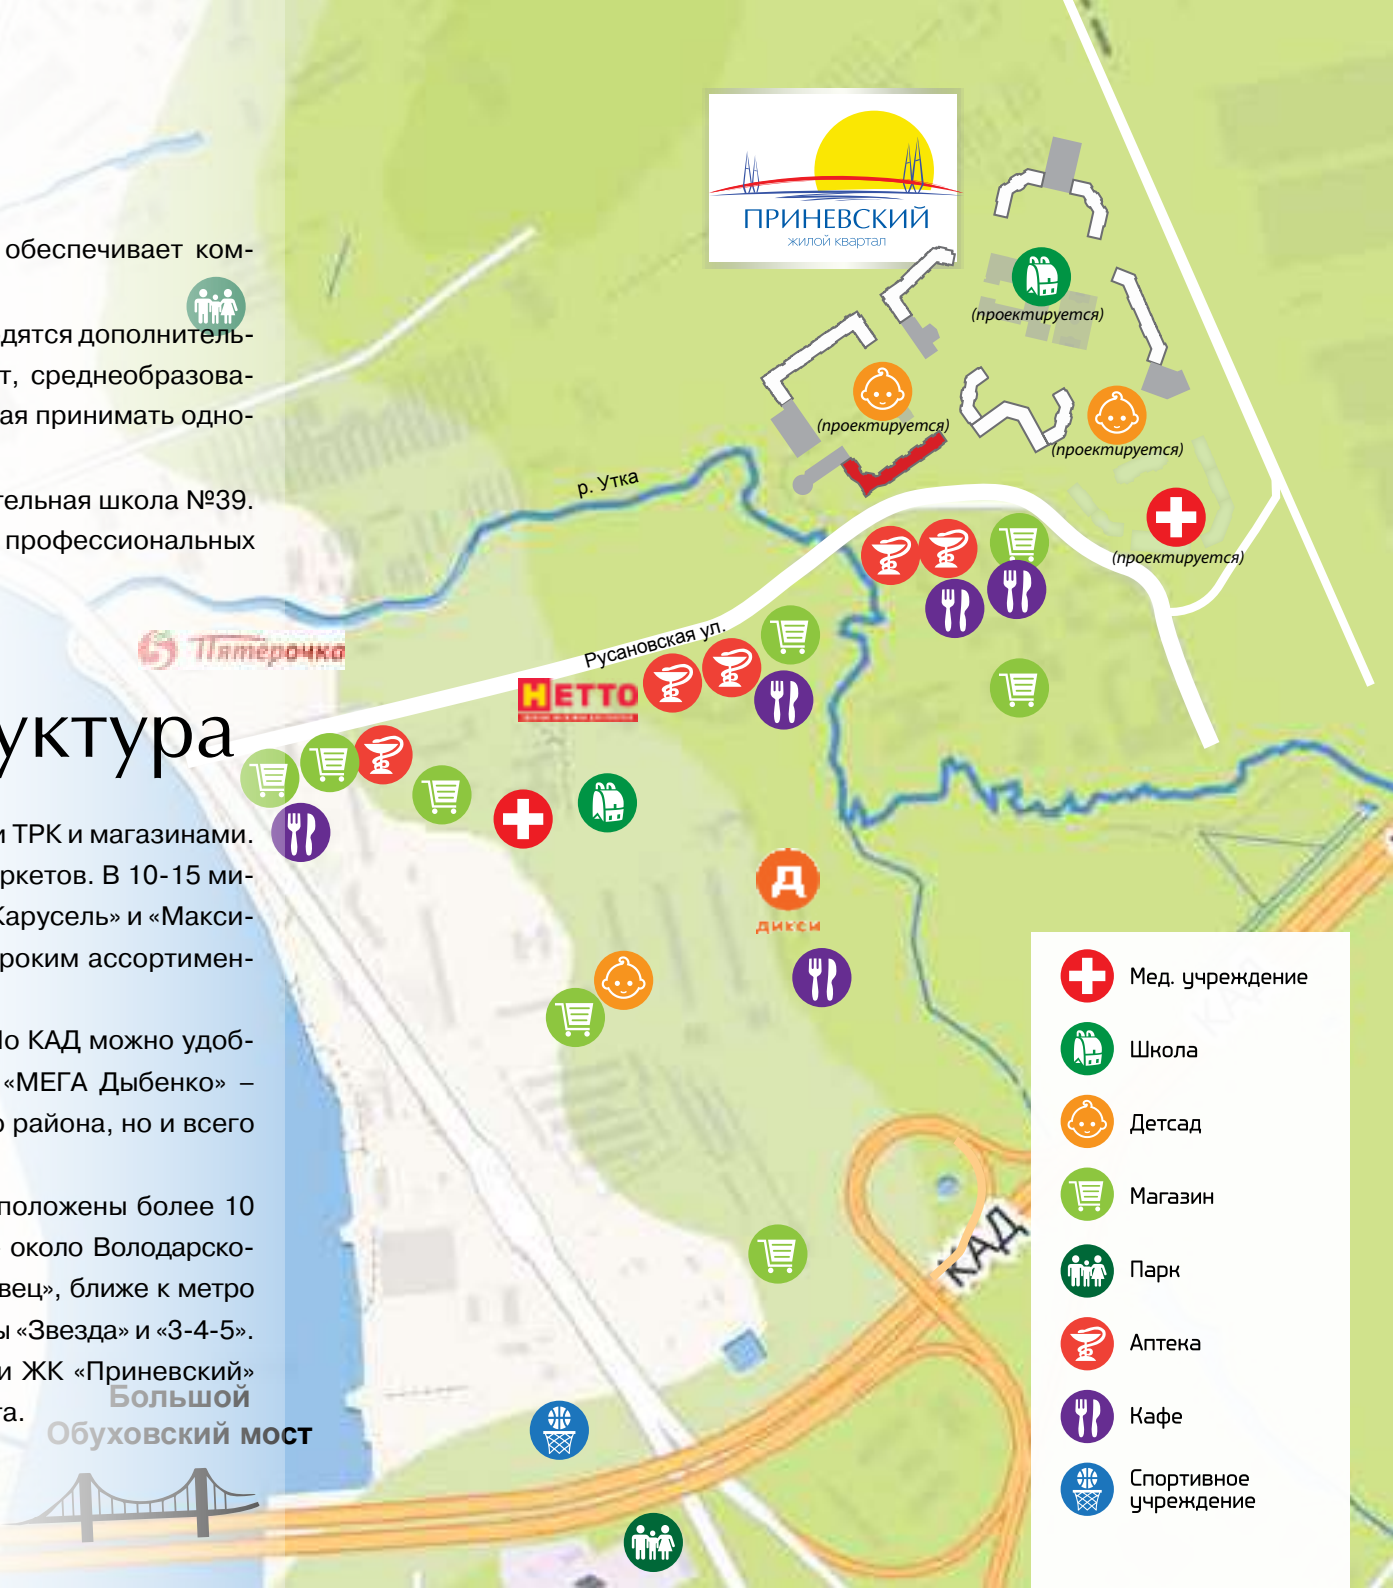 обеспечивает ком-
дятся дополнитель-
т, среднеобразова-
ая принимать одно-
тельная школа №39.
профессиональных
уктура
и ТРК и магазинами.
аркетов. В 10-15 ми-
Карусель» и «Макси-
роким ассортимен-
По КАД можно удоб-
«МЕГА Дыбенко» –
о района, но и всего
положены более 10
около Володарско-
вец», ближе к метро
ы «Звезда» и «3-4-5».
и ЖК «Приневский»
та.
Большой
Обуховский мост
ПРИНЕВСКИЙ
жилой квартал
(проектируется)
(проектируется)
(проектируется)
(проектируется)
р. Утка
Русановская ул.
Пятёрочка
НЕТТО
Д
дикси
КАД
КАД
Мед. учреждение
Школа
Детсад
Магазин
Парк
Аптека
Кафе
Спортивное
учреждение